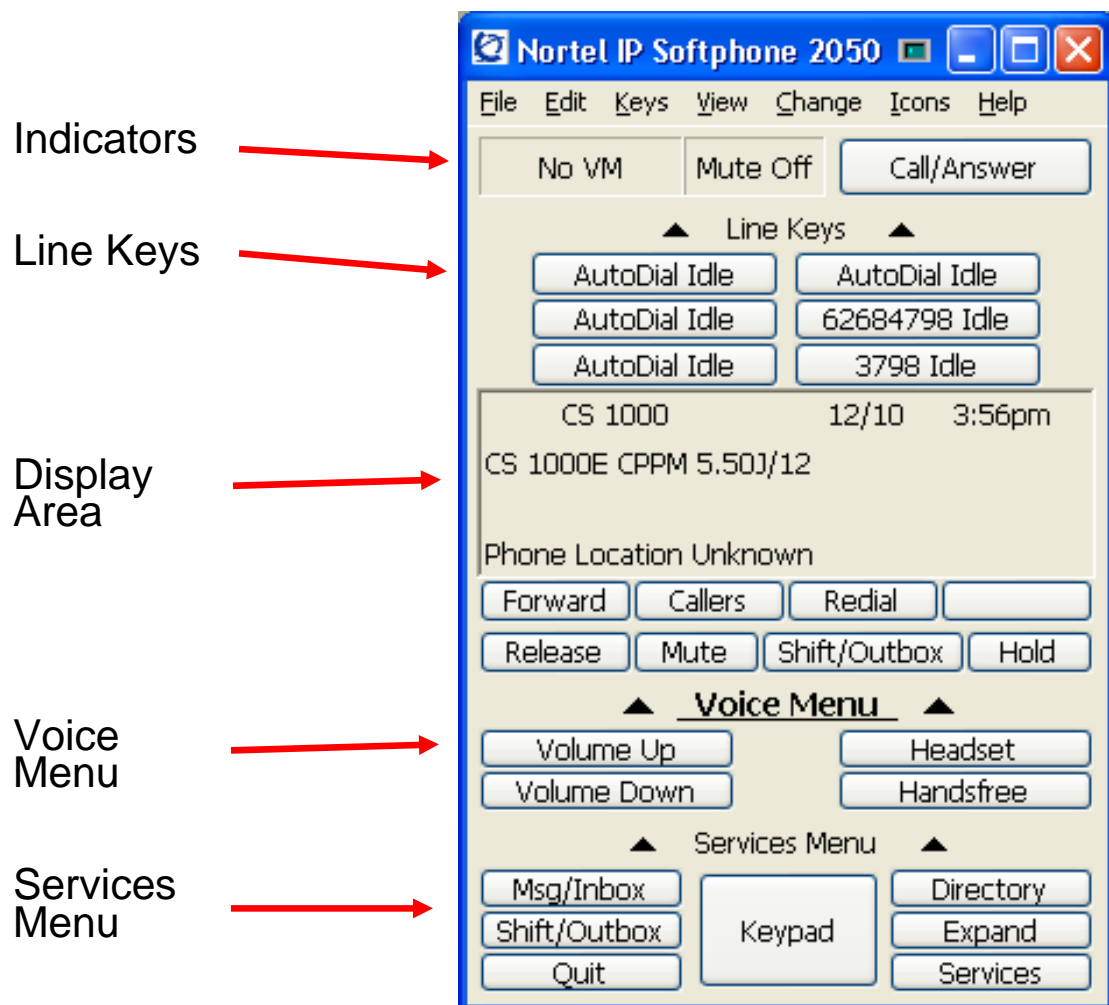 Nortel IP Softphone 2050
File Edit Keys View Change Icons Help
Indicators
No VM Mute Off Call/Answer
Line Keys
Line Keys
AutoDial Idle AutoDial Idle
AutoDial Idle 62684798 Idle
AutoDial Idle 3798 Idle
CS 1000 12/10 3:56pm
CS 1000E CPPM 5.50J/12
Display
Area
Phone Location Unknown
Forward Callers Redial
Release Mute Shift/Outbox Hold
Voice Menu
Voice
Menu
Volume Up Headset
Volume Down Handsfree
Services Menu
Services
Menu
Msg/Inbox Keypad Directory
Shift/Outbox Expand
Quit Services